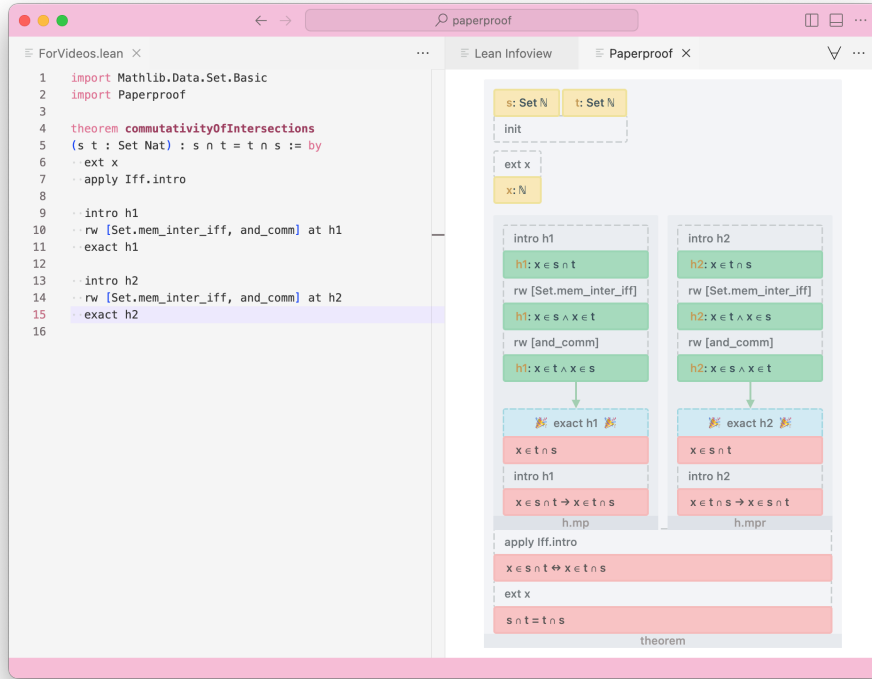 paperproof
ForVideos.lean
Lean Infoview
Paperproof
1 import Mathlib.Data.Set.Basic
2 import Paperproof
3
4 theorem commutativityOfIntersections
5 (s t : Set Nat) : s ∩ t = t ∩ s := by
6 ··ext x
7 ··apply Iff.intro
8
9 ··intro h1
10 ··rw [Set.mem_inter_iff, and_comm] at h1
11 ··exact h1
12
13 ··intro h2
14 ··rw [Set.mem_inter_iff, and_comm] at h2
15 ··exact h2
16
s: Set ℕ t: Set ℕ
init
ext x
x: ℕ
intro h1
h1: x ∈ s ∩ t
rw [Set.mem_inter_iff]
h1: x ∈ s ∧ x ∈ t
rw [and_comm]
h1: x ∈ t ∧ x ∈ s
🎉 exact h1 🎉
x ∈ t ∩ s
intro h1
x ∈ s ∩ t → x ∈ t ∩ s
h.mp
intro h2
h2: x ∈ t ∩ s
rw [Set.mem_inter_iff]
h2: x ∈ t ∧ x ∈ s
rw [and_comm]
h2: x ∈ s ∧ x ∈ t
🎉 exact h2 🎉
x ∈ s ∩ t
intro h2
x ∈ t ∩ s → x ∈ s ∩ t
h.mpr
apply Iff.intro
x ∈ s ∩ t ↔ x ∈ t ∩ s
ext x
s ∩ t = t ∩ s
theorem